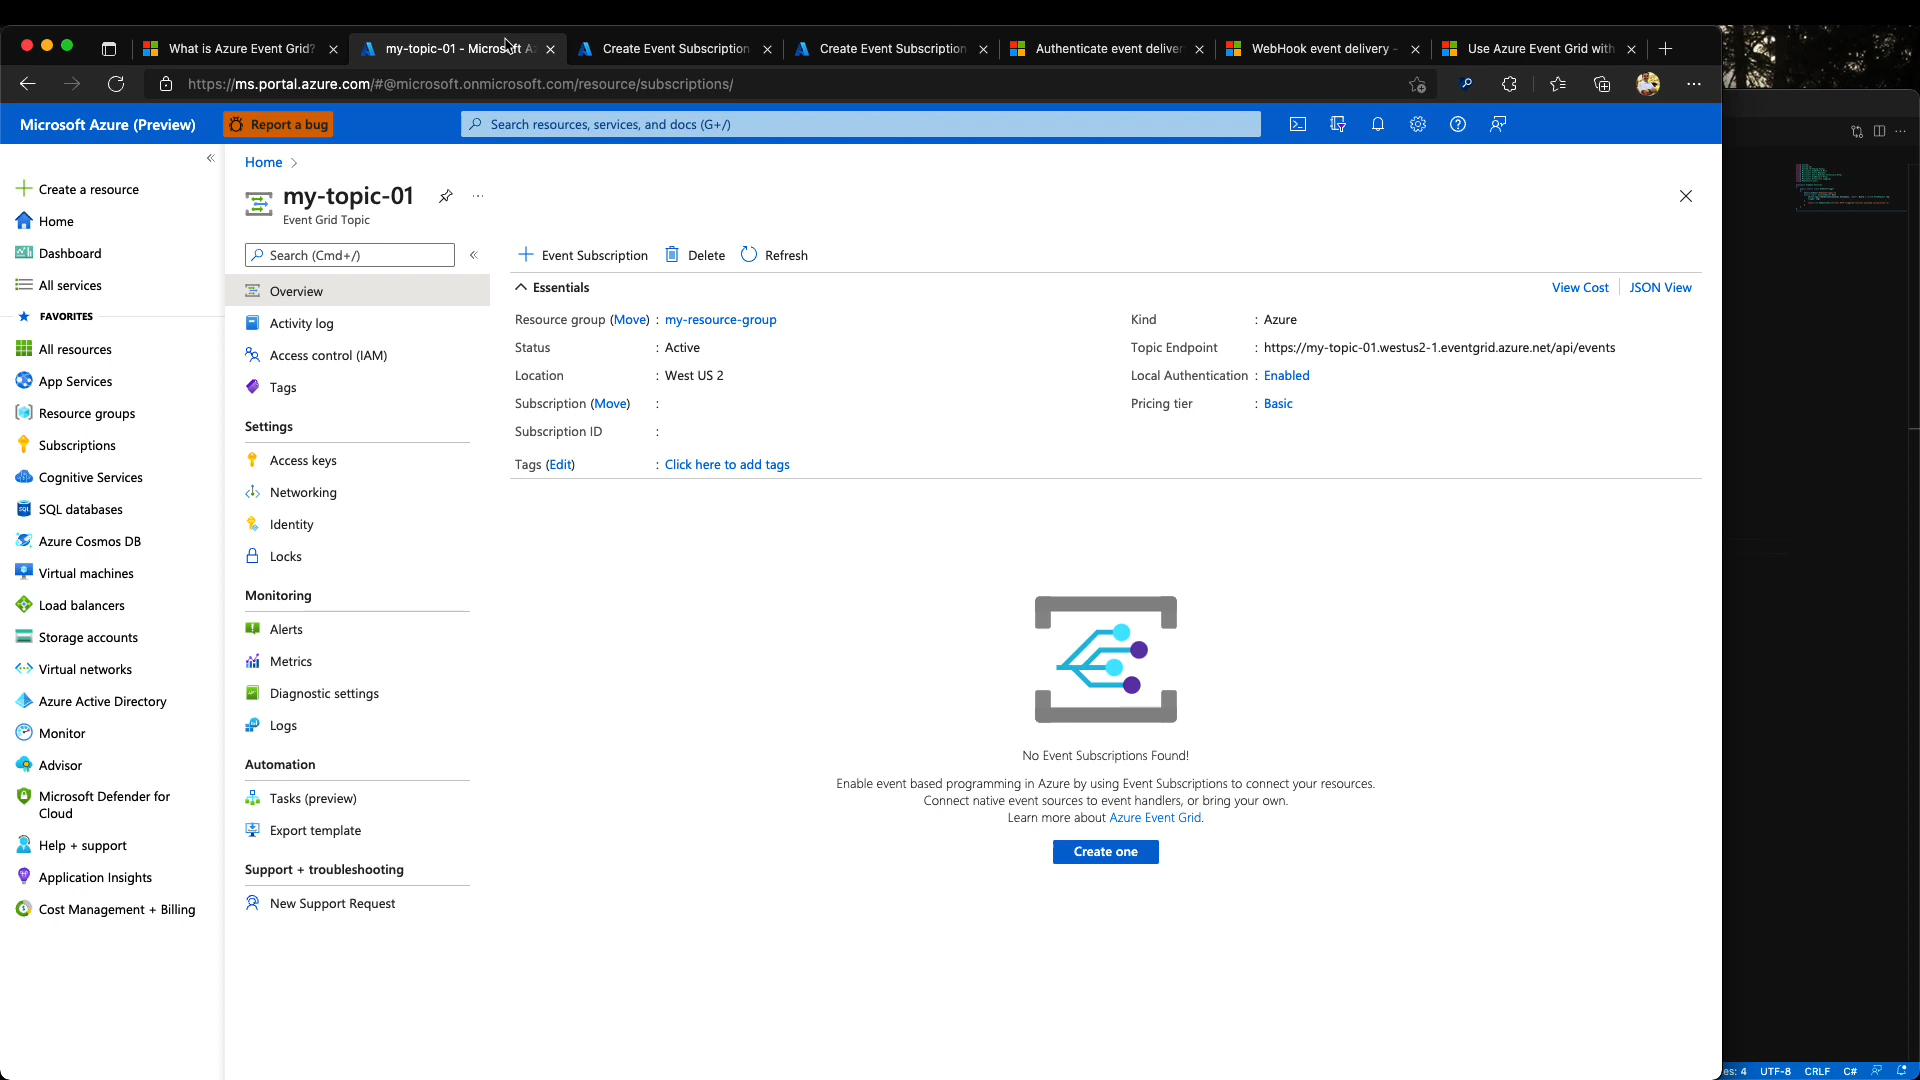 What is Azure Event Grid?
my-topic-01 - Microsoft Az
Create Event Subscription
Create Event Subscription
Authenticate event deliver
WebHook event delivery -
Use Azure Event Grid with
https://ms.portal.azure.com/#@microsoft.onmicrosoft.com/resource/subscriptions/
Microsoft Azure (Preview)
Report a bug
Search resources, services, and docs (G+/)
Create a resource
Home
Dashboard
All services
FAVORITES
All resources
App Services
Resource groups
Subscriptions
Cognitive Services
SQL databases
Azure Cosmos DB
Virtual machines
Load balancers
Storage accounts
Virtual networks
Azure Active Directory
Monitor
Advisor
Microsoft Defender for
Cloud
Help + support
Application Insights
Cost Management + Billing
Home
my-topic-01
Event Grid Topic
Search (Cmd+/)
Overview
Activity log
Access control (IAM)
Tags
Settings
Access keys
Networking
Identity
Locks
Monitoring
Alerts
Metrics
Diagnostic settings
Logs
Automation
Tasks (preview)
Export template
Support + troubleshooting
New Support Request
Event Subscription
Delete
Refresh
Essentials
View Cost
JSON View
Resource group (Move) : my-resource-group
Status : Active
Location : West US 2
Subscription (Move) :
Subscription ID :
Tags (Edit) : Click here to add tags
Kind : Azure
Topic Endpoint : https://my-topic-01.westus2-1.eventgrid.azure.net/api/events
Local Authentication : Enabled
Pricing tier : Basic
No Event Subscriptions Found!
Enable event based programming in Azure by using Event Subscriptions to connect your resources.
Connect native event sources to event handlers, or bring your own.
Learn more about Azure Event Grid.
Create one
es: 4 UTF-8 CRLF C#